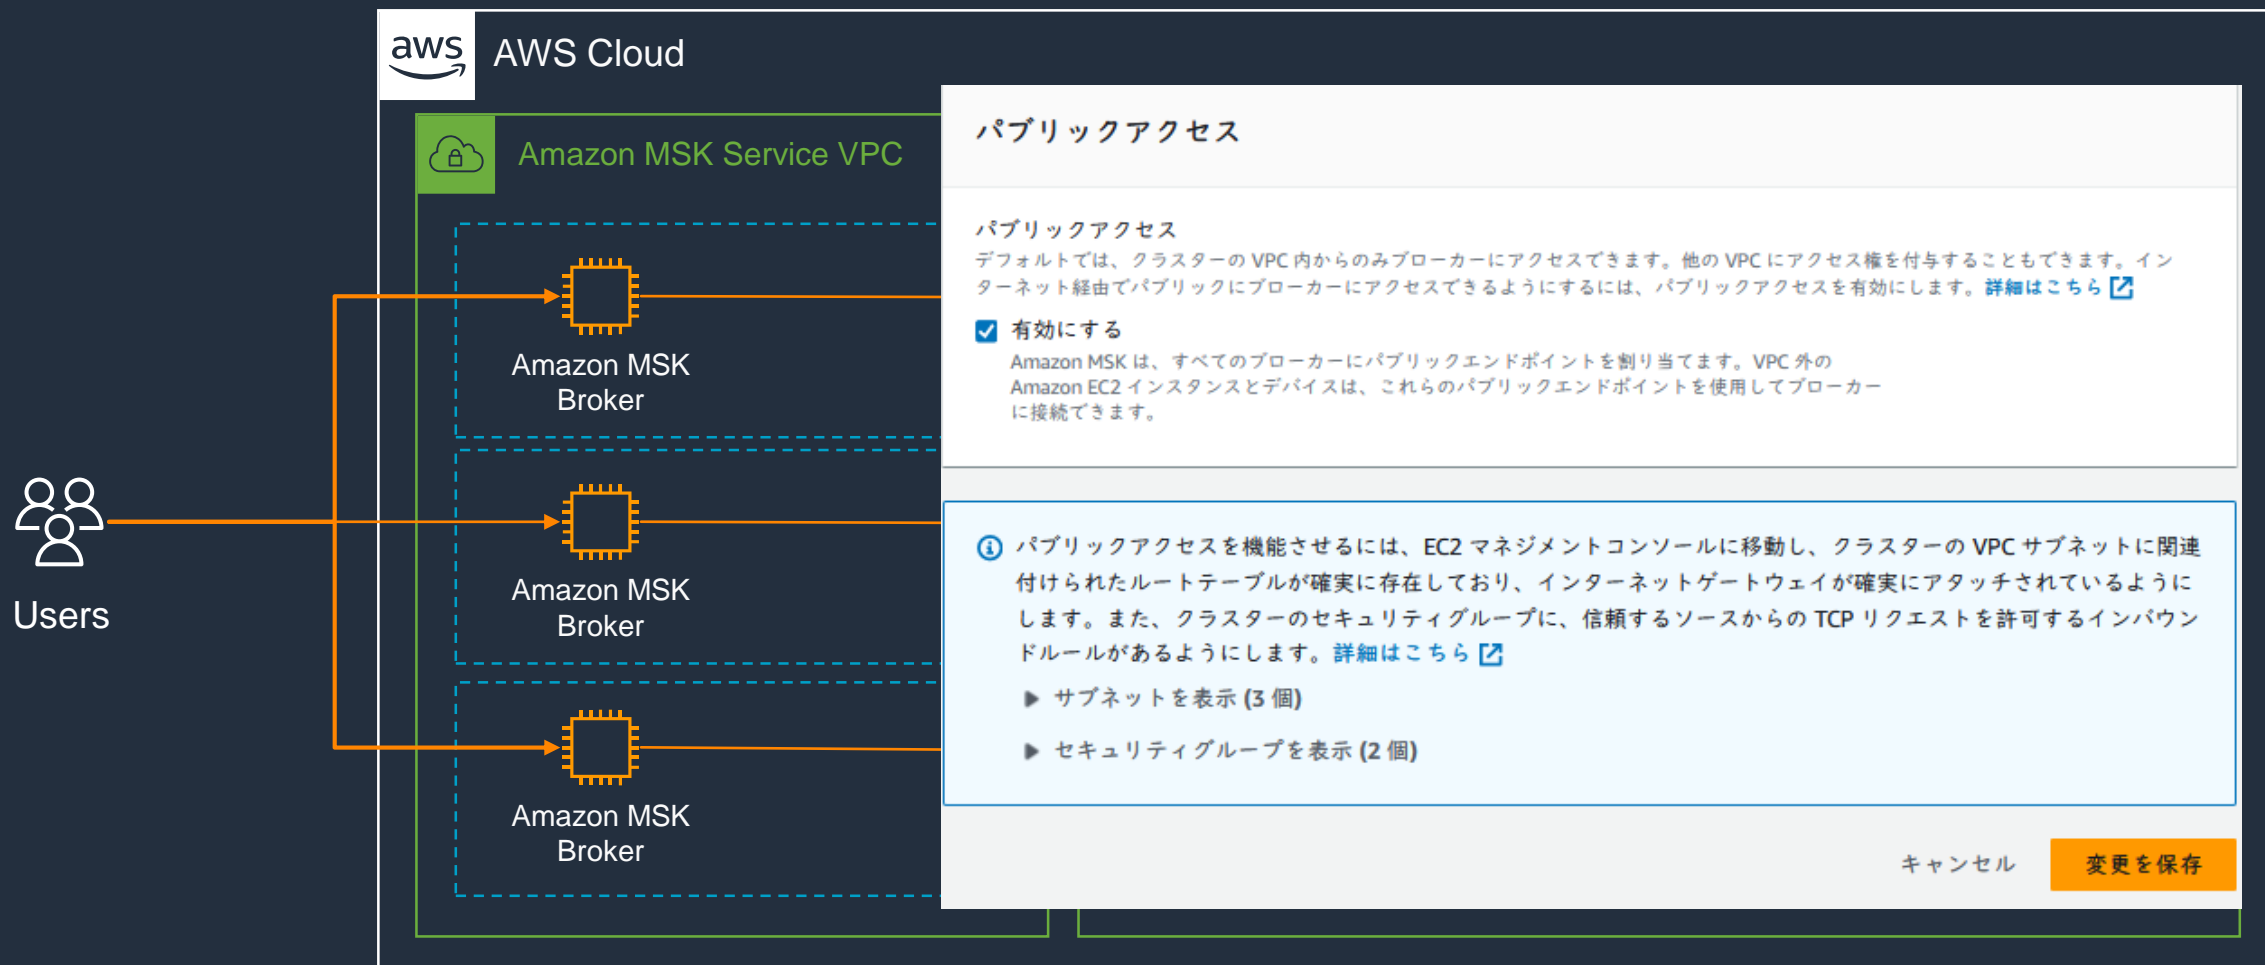 aws
AWS Cloud
Amazon MSK Service VPC
Amazon MSK
Broker
Amazon MSK
Broker
Amazon MSK
Broker
Users
パブリックアクセス
パブリックアクセス
デフォルトでは、クラスターの VPC 内からのみブローカーにアクセスできます。他の VPC にアクセス権を付与することもできます。イン
ターネット経由でパブリックにブローカーにアクセスできるようにするには、パブリックアクセスを有効にします。詳細はこちら
有効にする
Amazon MSK は、すべてのブローカーにパブリックエンドポイントを割り当てます。VPC 外の
Amazon EC2 インスタンスとデバイスは、これらのパブリックエンドポイントを使用してブローカー
に接続できます。
パブリックアクセスを機能させるには、EC2 マネジメントコンソールに移動し、クラスターの VPC サブネットに関連
付けられたルートテーブルが確実に存在しており、インターネットゲートウェイが確実にアタッチされているように
します。また、クラスターのセキュリティグループに、信頼するソースからの TCP リクエストを許可するインバウン
ドルールがあるようにします。詳細はこちら
サブネットを表示 (3 個)
セキュリティグループを表示 (2 個)
キャンセル
変更を保存